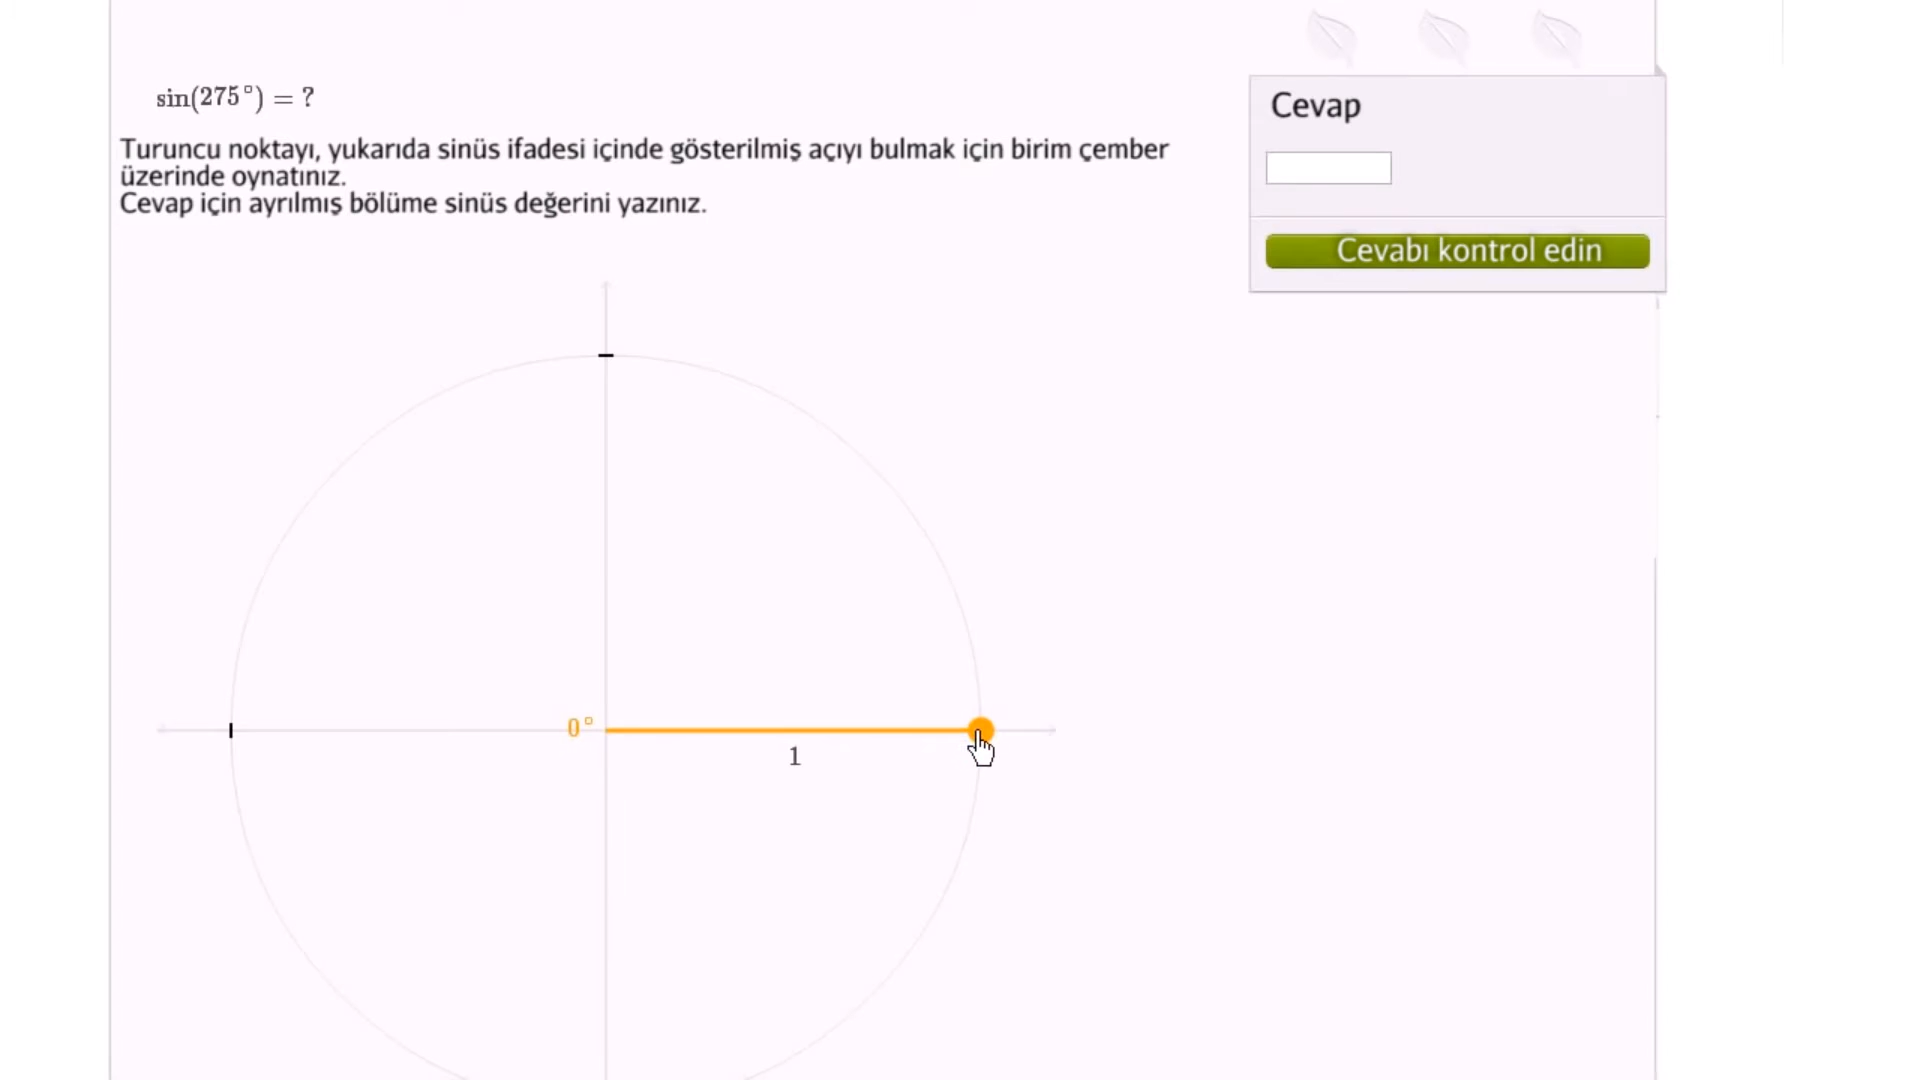 sin(275°) = ?
Turuncu noktayı, yukarıda sinüs ifadesi içinde gösterilmiş açıyı bulmak için birim çember
üzerinde oynatınız.
Cevap için ayrılmış bölüme sinüs değerini yazınız.
Cevap
Cevabı kontrol edin
0°
1